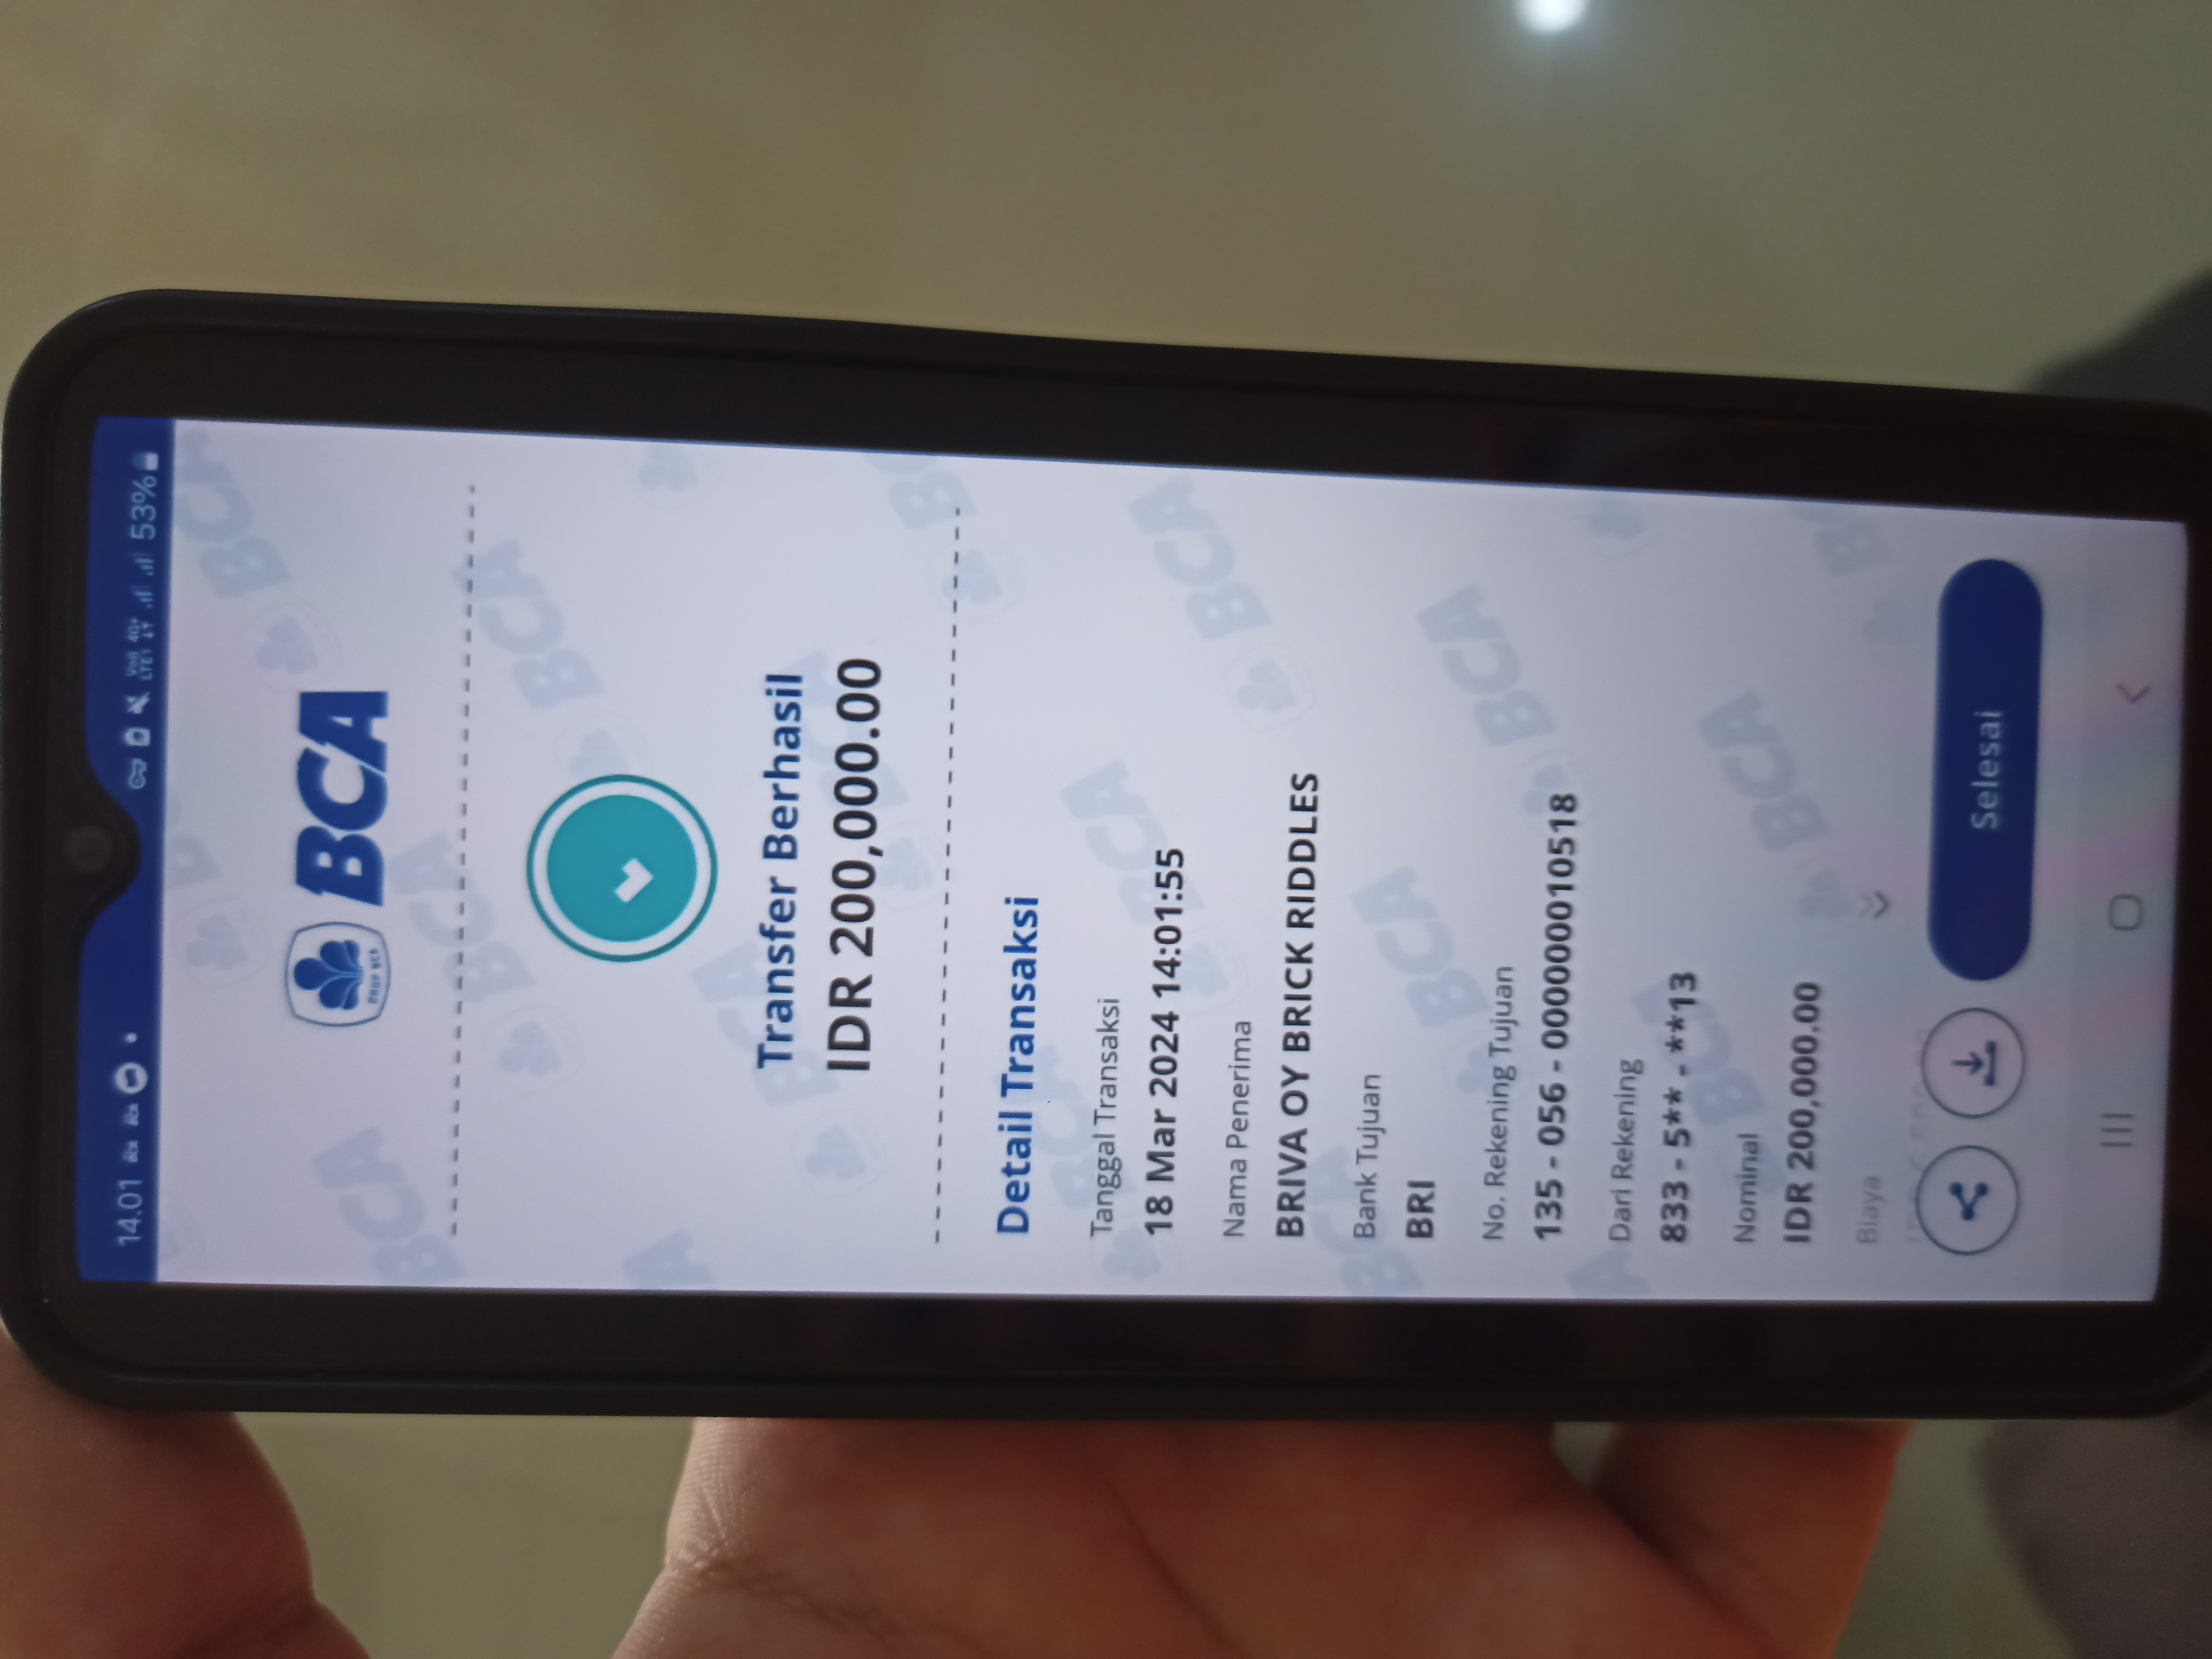 14.01
53%
BCA
Transfer Berhasil
IDR 200,000.00
Detail Transaksi
Tanggal Transaksi
18 Mar 2024 14:01:55
Nama Penerima
BRIVA OY BRICK RIDDLES
Bank Tujuan
BRI
No. Rekening Tujuan
135 - 056 - 000000010518
Dari Rekening
833 - 5** - **13
Nominal
IDR 200,000.00
Biaya
Selesai